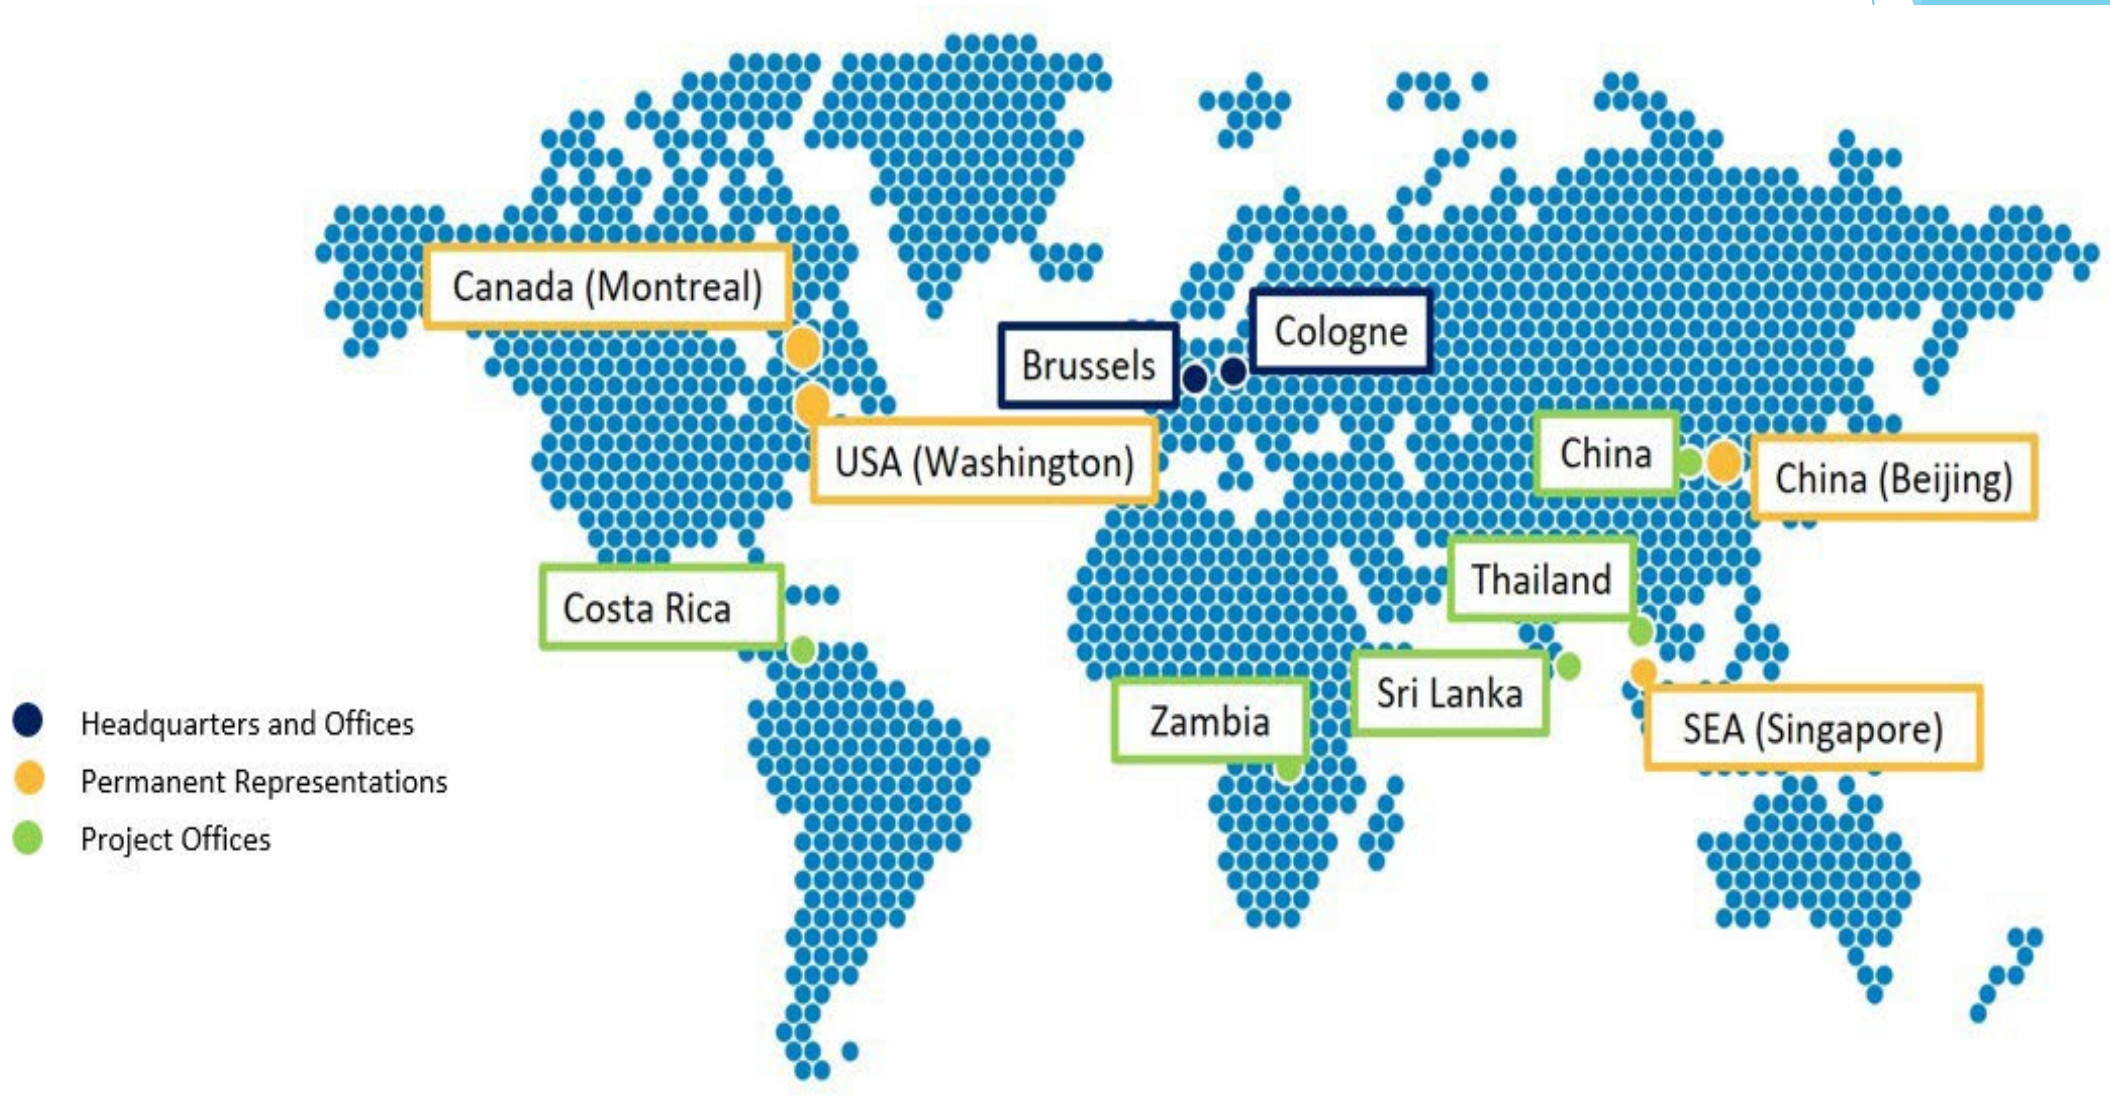 Canada (Montreal)
Cologne
Brussels
USA (Washington)
China
China (Beijing)
Thailand
Costa Rica
Sri Lanka
Zambia
SEA (Singapore)
Headquarters and Offices
Permanent Representations
Project Offices